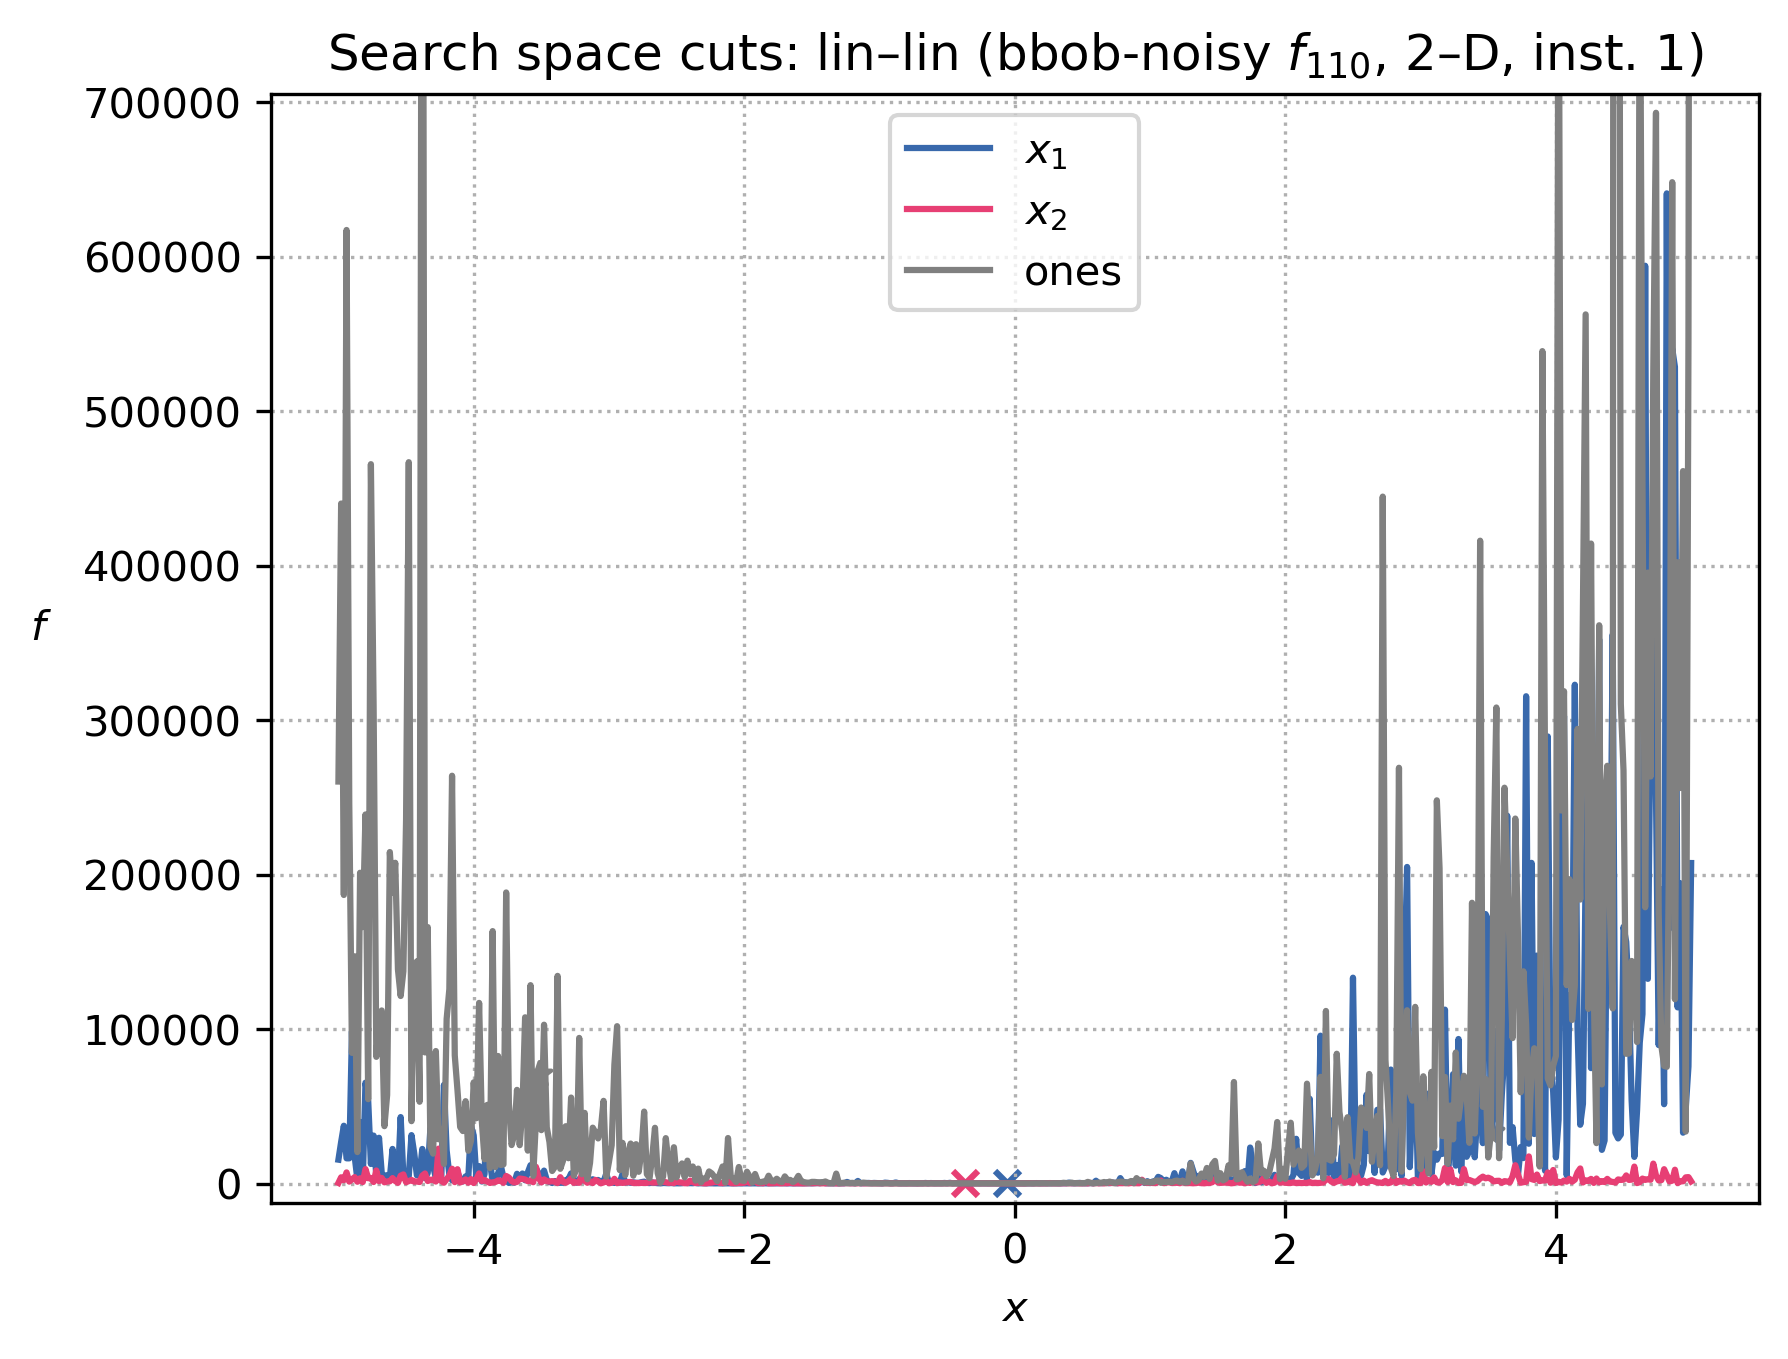 Search space cuts: lin–lin (bbob-noisy f₁₁₀, 2–D, inst. 1)
700000
600000
500000
400000
300000
200000
100000
0
f
x₁
x₂
ones
−4
−2
0
2
4
x